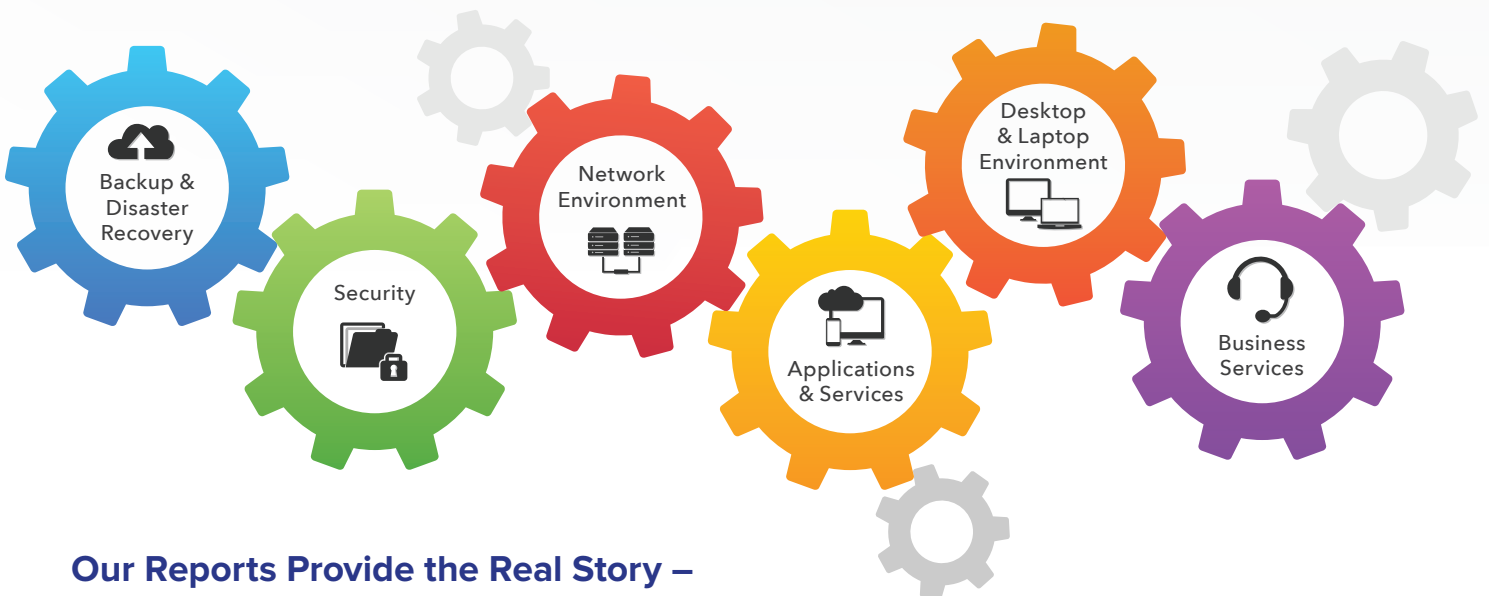 Backup &
Disaster
Recovery
Security
Network
Environment
Applications
& Services
Desktop
& Laptop
Environment
Business
Services
Our Reports Provide the Real Story –